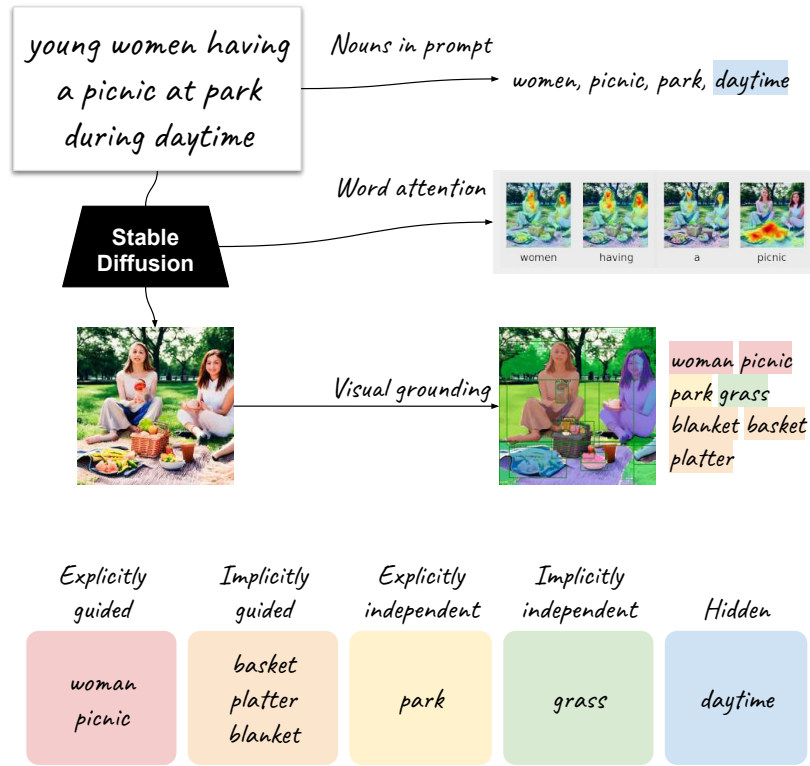 young women having
a picnic at park
during daytime
Nouns in prompt
women, picnic, park, daytime
Word attention
women having a picnic
Stable
Diffusion
Visual grounding
woman picnic
park grass
blanket basket
platter
Explicitly
guided
woman
picnic
Implicitly
guided
basket
platter
blanket
Explicitly
independent
park
Implicitly
independent
grass
Hidden
daytime